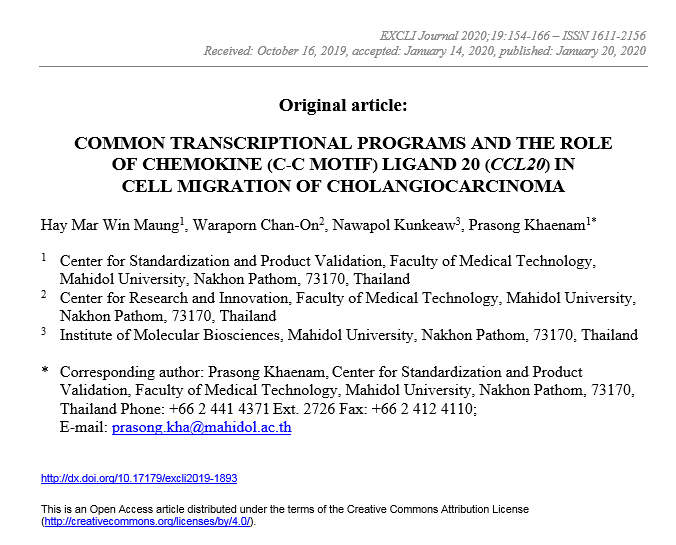 EXCLI Journal 2020;19:154-166 – ISSN 1611-2156
Received: October 16, 2019, accepted: January 14, 2020, published: January 20, 2020
Original article:
COMMON TRANSCRIPTIONAL PROGRAMS AND THE ROLE
OF CHEMOKINE (C-C MOTIF) LIGAND 20 (CCL20) IN
CELL MIGRATION OF CHOLANGIOCARCINOMA
Hay Mar Win Maung1, Waraporn Chan-On2, Nawapol Kunkeaw3, Prasong Khaenam1*
1 Center for Standardization and Product Validation, Faculty of Medical Technology,
Mahidol University, Nakhon Pathom, 73170, Thailand
2 Center for Research and Innovation, Faculty of Medical Technology, Mahidol University,
Nakhon Pathom, 73170, Thailand
3 Institute of Molecular Biosciences, Mahidol University, Nakhon Pathom, 73170, Thailand
* Corresponding author: Prasong Khaenam, Center for Standardization and Product
Validation, Faculty of Medical Technology, Mahidol University, Nakhon Pathom, 73170,
Thailand Phone: +66 2 441 4371 Ext. 2726 Fax: +66 2 412 4110;
E-mail: prasong.kha@mahidol.ac.th
http://dx.doi.org/10.17179/excli2019-1893
This is an Open Access article distributed under the terms of the Creative Commons Attribution License
(http://creativecommons.org/licenses/by/4.0/).